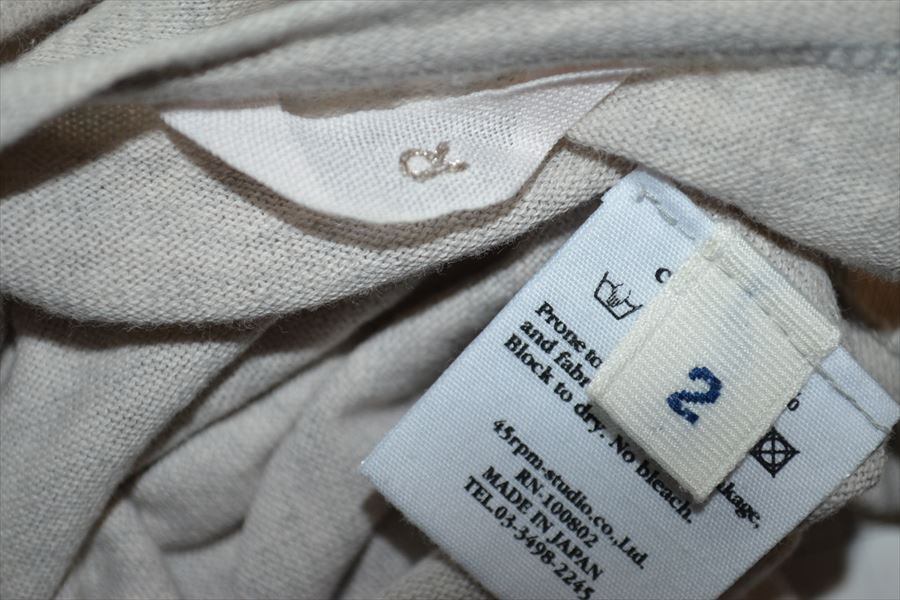 R
2
Prone to
and fabr
Block to dry. No bleach.
45rpm-studio.co.,Ltd.
RN-100802
MADE IN JAPAN
TEL.03-3498-2245